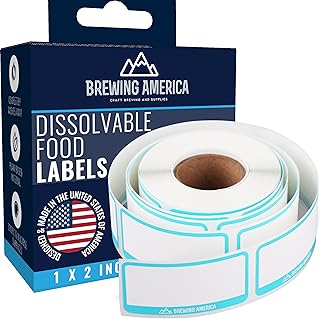 BREWING AMERICA
CRAFT BREWING AND SUPPLIES
DISSOLVABLE
FOOD
LABELS
DESIGNED & MADE IN THE UNITED STATES OF AMERICA
1 X 2 INC
BREWING AMERICA